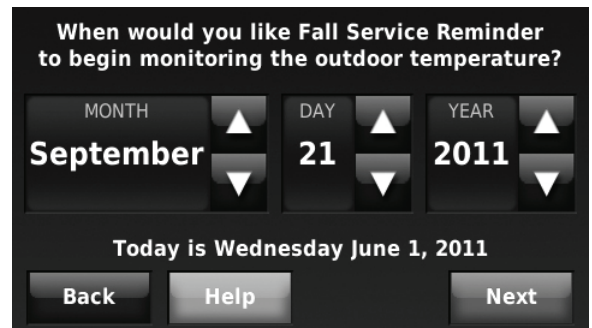 When would you like Fall Service Reminder
to begin monitoring the outdoor temperature?
MONTH
September
DAY
21
YEAR
2011
Today is Wednesday June 1, 2011
Back
Help
Next